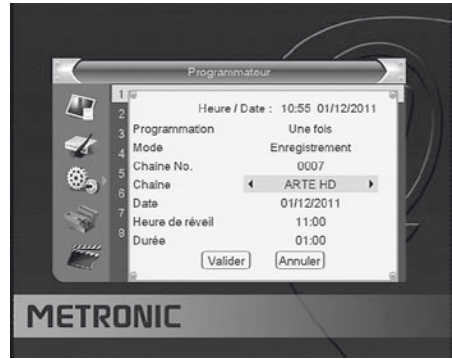 Programmateur
1
2
3
4
5
6
7
8
Heure / Date : 10:55 01/12/2011
Programmation Une fois
Mode Enregistrement
Chaine No. 0007
Chaine ARTE HD
Date 01/12/2011
Heure de réveil 11:00
Durée 01:00
Valider Annuler
METRONIC